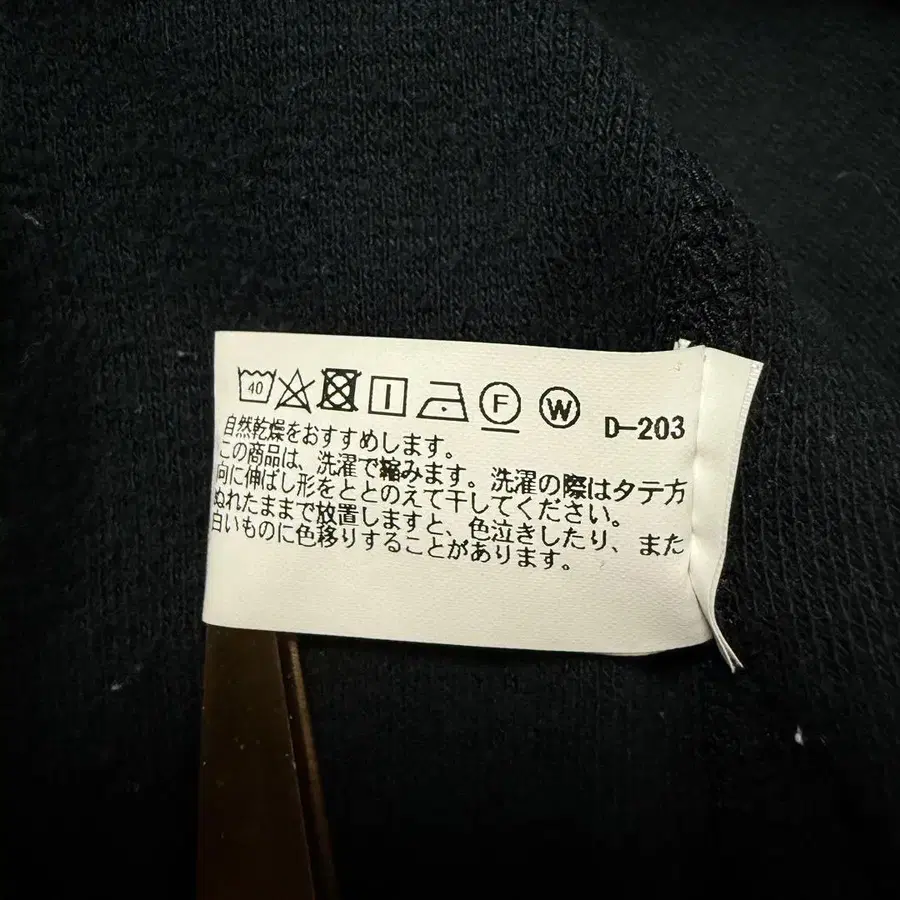 40 F W D-203
自然乾燥をおすすめします。
この商品は、洗濯で縮みます。洗濯の際はタテ方
向に伸ばし形をととのえて干してください。
ぬれたままで放置しますと、色泣きしたり、また
白いものに色移りすることがあります。